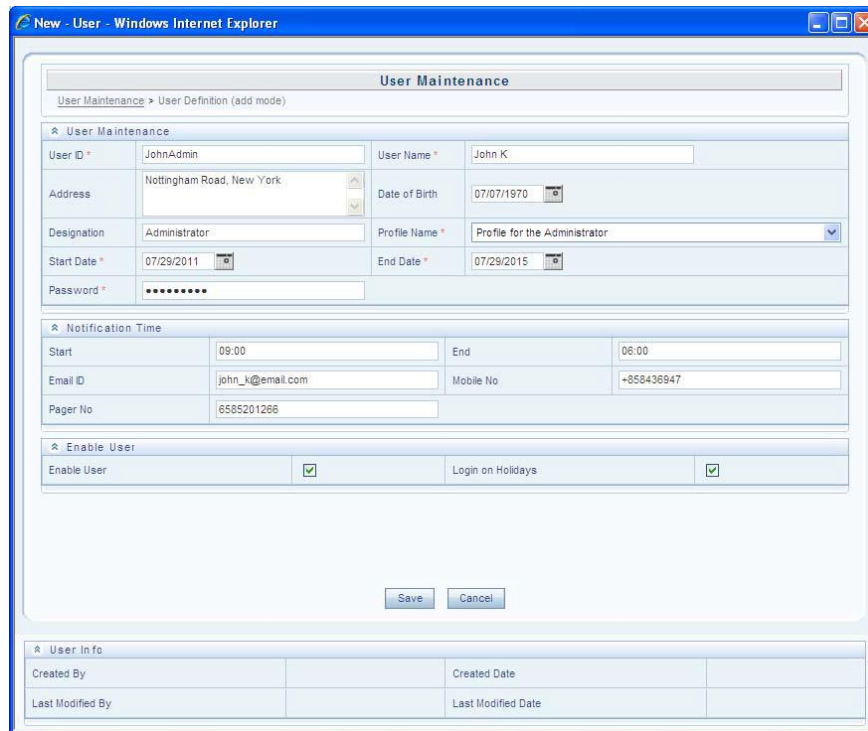 New - User - Windows Internet Explorer
User Maintenance
User Maintenance > User Definition (add mode)
User Maintenance
User ID * JohnAdmin User Name * John K
Address Nottingham Road, New York Date of Birth 07/07/1970
Designation Administrator Profile Name * Profile for the Administrator
Start Date * 07/29/2011 End Date * 07/29/2015
Password * •••••••••
Notification Time
Start 09:00 End 06:00
Email ID john_k@email.com Mobile No +858436947
Pager No 6585201266
Enable User
Enable User Login on Holidays
Save Cancel
User Info
Created By Created Date
Last Modified By Last Modified Date